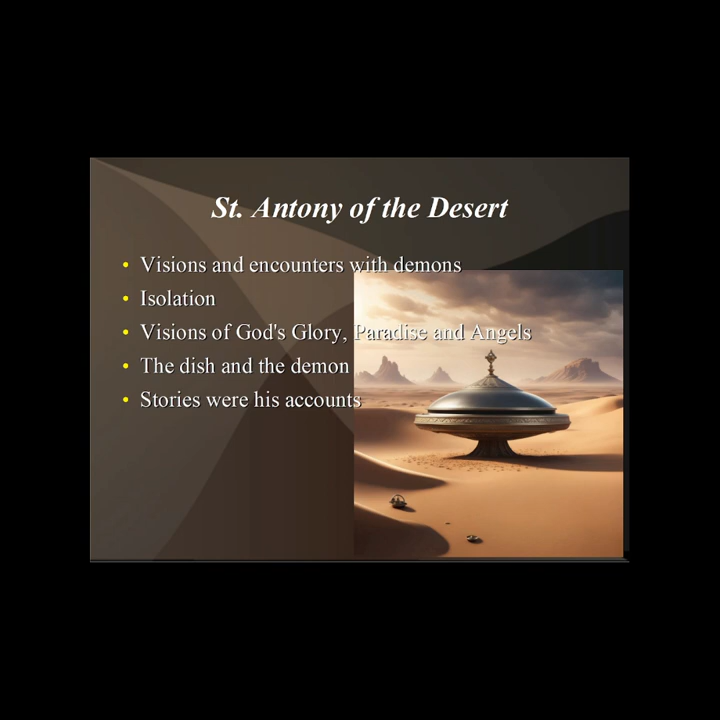 St. Antony of the Desert
• Visions and encounters with demons
• Isolation
• Visions of God's Glory, Paradise and Angels
• The dish and the demon
• Stories were his accounts